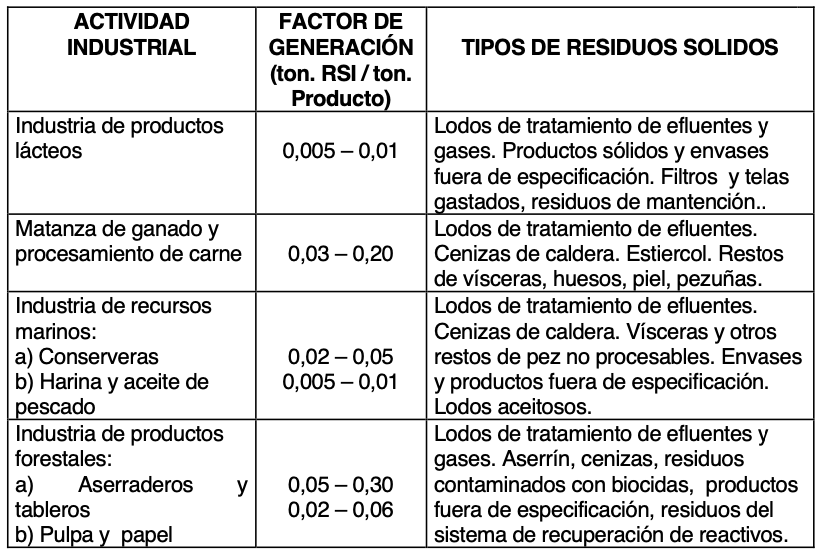 ACTIVIDAD
INDUSTRIAL
FACTOR DE
GENERACIÓN
(ton. RSI / ton.
Producto)
TIPOS DE RESIDUOS SOLIDOS
Industria de productos
lácteos
0,005 – 0,01
Lodos de tratamiento de efluentes y
gases. Productos sólidos y envases
fuera de especificación. Filtros y telas
gastados, residuos de mantención..
Matanza de ganado y
procesamiento de carne
0,03 – 0,20
Lodos de tratamiento de efluentes.
Cenizas de caldera. Estiercol. Restos
de vísceras, huesos, piel, pezuñas.
Industria de recursos
marinos:
a) Conserveras
b) Harina y aceite de
pescado
0,02 – 0,05
0,005 – 0,01
Lodos de tratamiento de efluentes.
Cenizas de caldera. Vísceras y otros
restos de pez no procesables. Envases
y productos fuera de especificación.
Lodos aceitosos.
Industria de productos
forestales:
a) Aserraderos y
tableros
b) Pulpa y papel
0,05 – 0,30
0,02 – 0,06
Lodos de tratamiento de efluentes y
gases. Aserrín, cenizas, residuos
contaminados con biocidas, productos
fuera de especificación, residuos del
sistema de recuperación de reactivos.